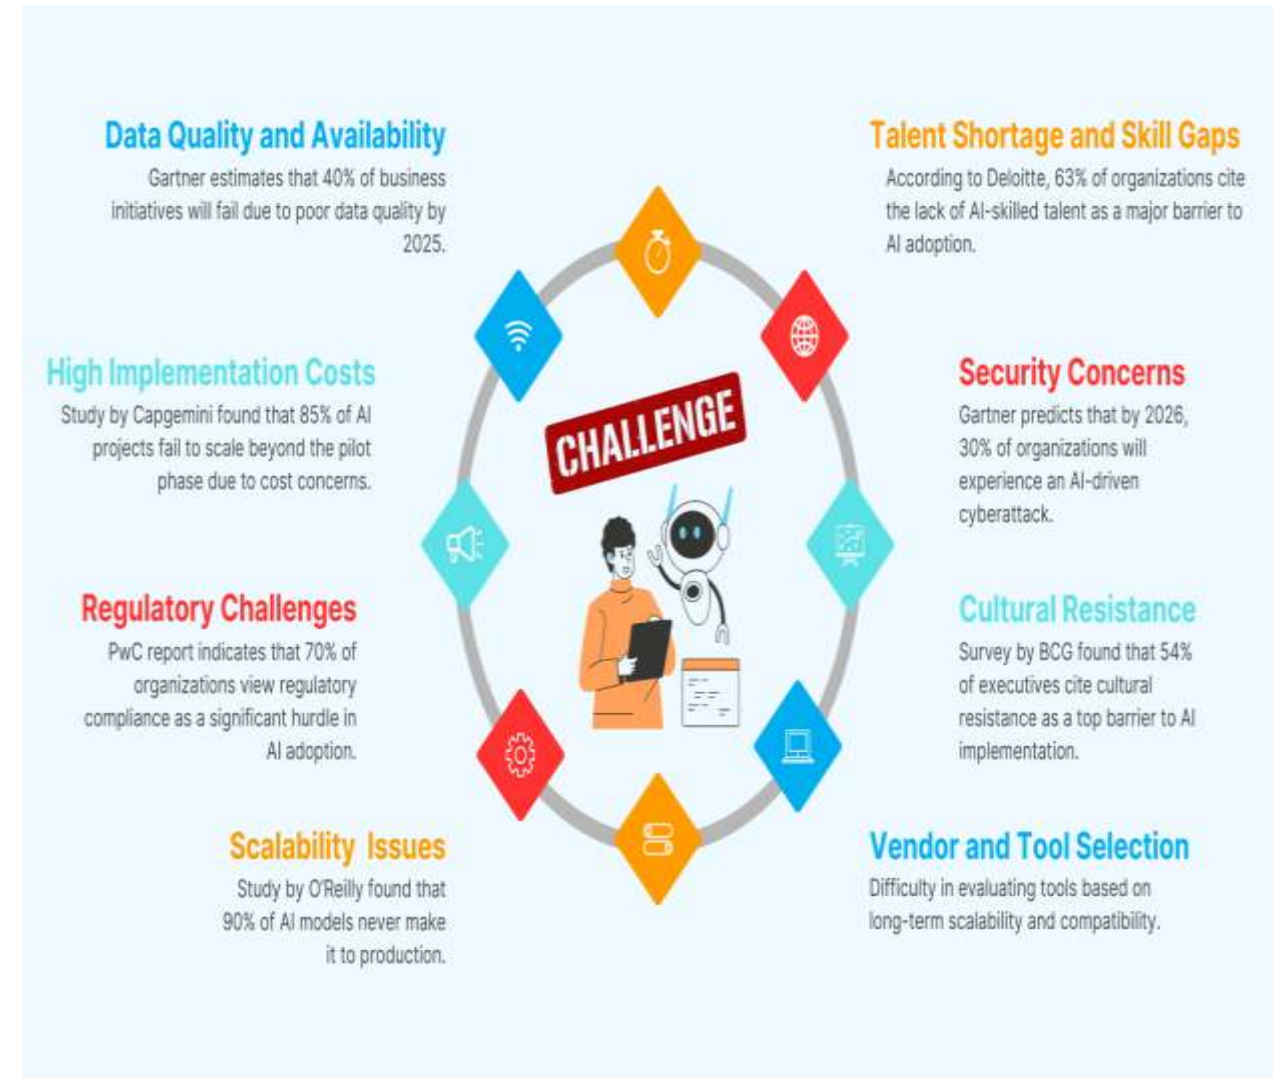 Data Quality and Availability
Gartner estimates that 40% of business
initiatives will fail due to poor data quality by
2025.
High Implementation Costs
Study by Capgemini found that 85% of AI
projects fail to scale beyond the pilot
phase due to cost concerns.
Regulatory Challenges
PwC report indicates that 70% of
organizations view regulatory
compliance as a significant hurdle in
AI adoption.
Scalability Issues
Study by O'Reilly found that
90% of AI models never make
it to production.
CHALLENGE
Talent Shortage and Skill Gaps
According to Deloitte, 63% of organizations cite
the lack of AI-skilled talent as a major barrier to
AI adoption.
Security Concerns
Gartner predicts that by 2026,
30% of organizations will
experience an AI-driven
cyberattack.
Cultural Resistance
Survey by BCG found that 54%
of executives cite cultural
resistance as a top barrier to AI
implementation.
Vendor and Tool Selection
Difficulty in evaluating tools based on
long-term scalability and compatibility.